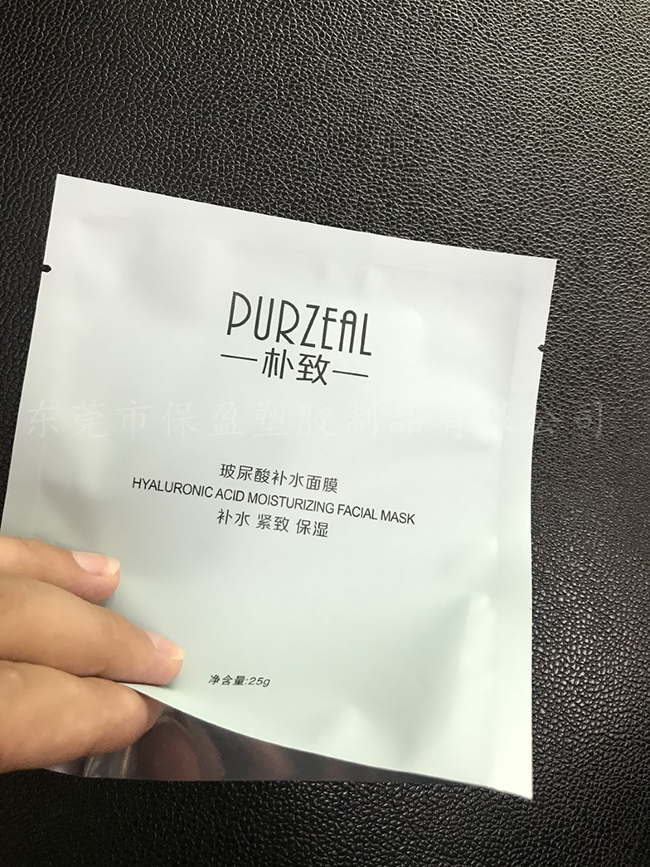 PURZEAL
—朴致—
东莞市保盈塑胶制品有限公司
玻尿酸补水面膜
HYALURONIC ACID MOISTURIZING FACIAL MASK
补水 紧致 保湿
净含量:25g